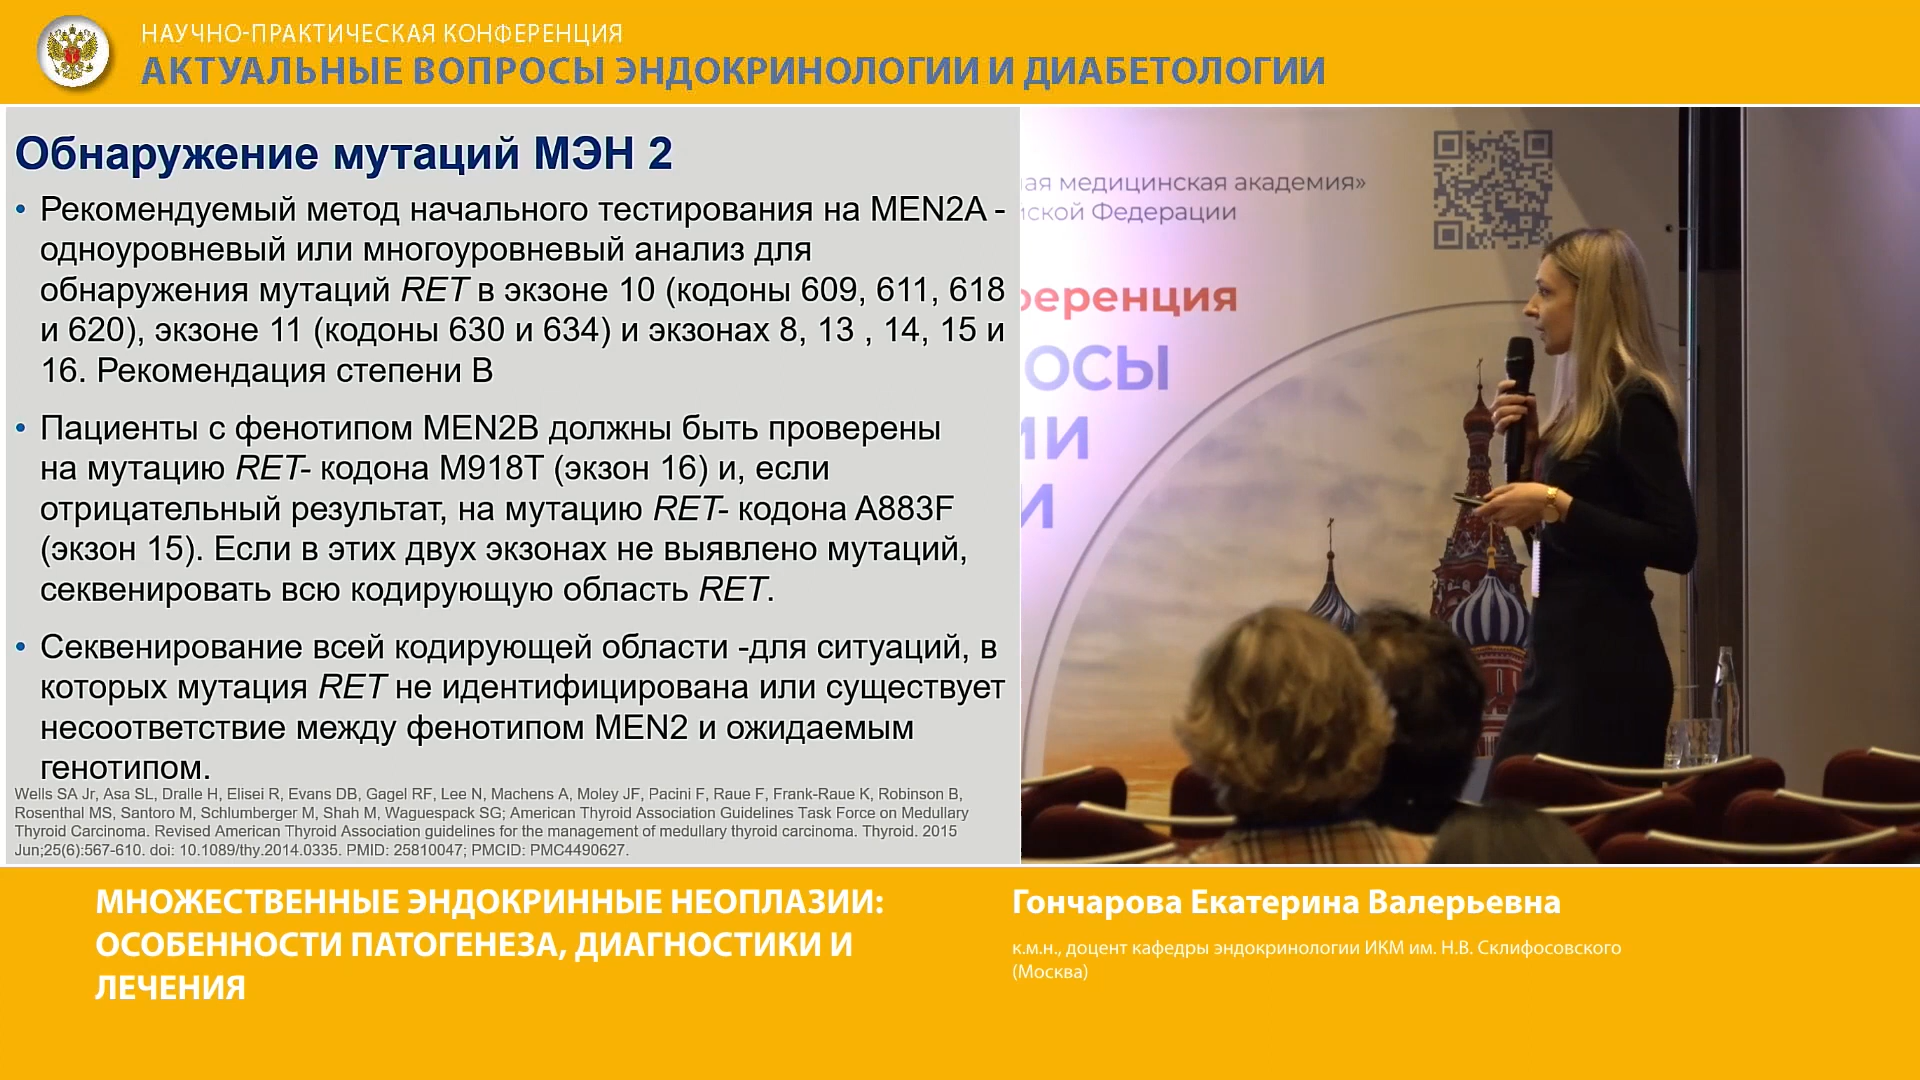 НАУЧНО-ПРАКТИЧЕСКАЯ КОНФЕРЕНЦИЯ
АКТУАЛЬНЫЕ ВОПРОСЫ ЭНДОКРИНОЛОГИИ И ДИАБЕТОЛОГИИ
Обнаружение мутаций МЭН 2
• Рекомендуемый метод начального тестирования на MEN2A -
одноуровневый или многоуровневый анализ для
обнаружения мутаций RET в экзоне 10 (кодоны 609, 611, 618
и 620), экзоне 11 (кодоны 630 и 634) и экзонах 8, 13 , 14, 15 и
16. Рекомендация степени B
• Пациенты с фенотипом MEN2B должны быть проверены
на мутацию RET- кодона M918T (экзон 16) и, если
отрицательный результат, на мутацию RET- кодона A883F
(экзон 15). Если в этих двух экзонах не выявлено мутаций,
секвенировать всю кодирующую область RET.
• Секвенирование всей кодирующей области -для ситуаций, в
которых мутация RET не идентифицирована или существует
несоответствие между фенотипом MEN2 и ожидаемым
генотипом.
Wells SA Jr, Asa SL, Dralle H, Elisei R, Evans DB, Gagel RF, Lee N, Machens A, Moley JF, Pacini F, Raue F, Frank-Raue K, Robinson B,
Rosenthal MS, Santoro M, Schlumberger M, Shah M, Waguespack SG; American Thyroid Association Guidelines Task Force on Medullary
Thyroid Carcinoma. Revised American Thyroid Association guidelines for the management of medullary thyroid carcinoma. Thyroid. 2015
Jun;25(6):567-610. doi: 10.1089/thy.2014.0335. PMID: 25810047; PMCID: PMC4490627.
ная медицинская академия»
йской Федерации
ференция
ОСЫ
ИИ
И
МНОЖЕСТВЕННЫЕ ЭНДОКРИННЫЕ НЕОПЛАЗИИ:
ОСОБЕННОСТИ ПАТОГЕНЕЗА, ДИАГНОСТИКИ И
ЛЕЧЕНИЯ
Гончарова Екатерина Валерьевна
к.м.н., доцент кафедры эндокринологии ИКМ им. Н.В. Склифосовского
(Москва)